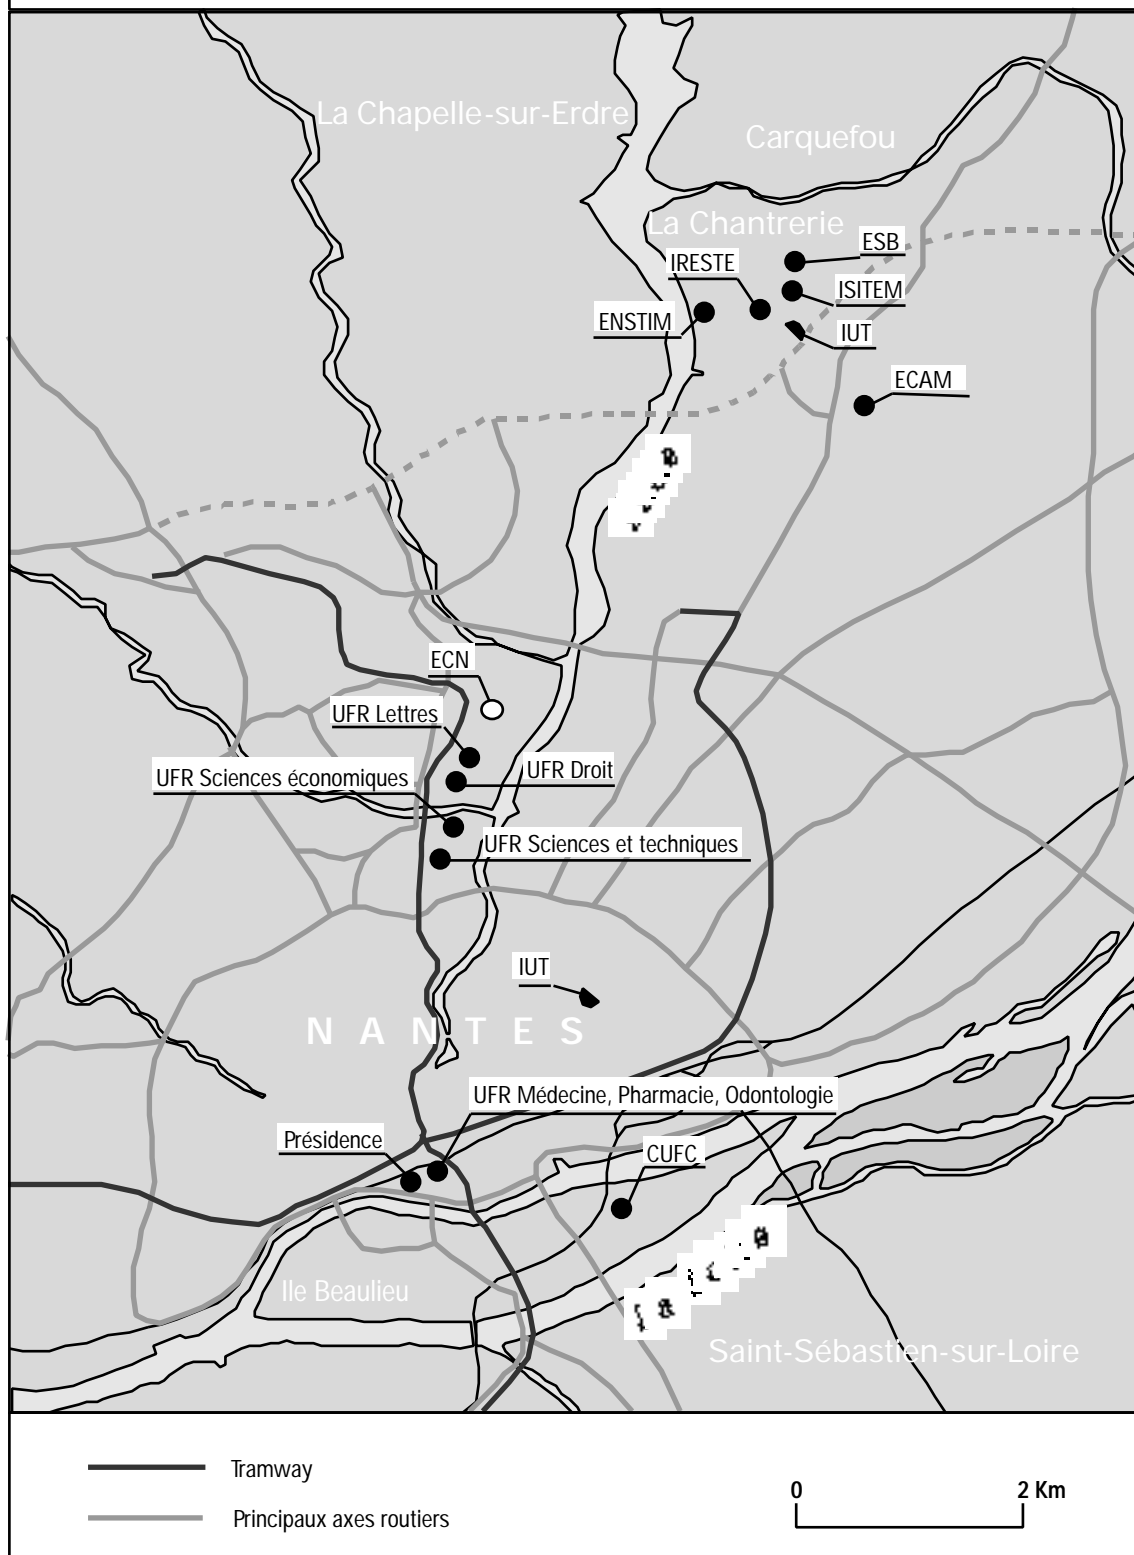 La Chapelle-sur-Erdre
Carquefou
La Chantrerie
ESB
IRESTE
ISITEM
ENSTIM
IUT
ECAM
ECN
UFR Lettres
UFR Droit
UFR Sciences économiques
UFR Sciences et techniques
IUT
N A N T E S
UFR Médecine, Pharmacie, Odontologie
Présidence
CUFC
Ile Beaulieu
Saint-Sébastien-sur-Loire
Tramway
Principaux axes routiers
0 2 Km